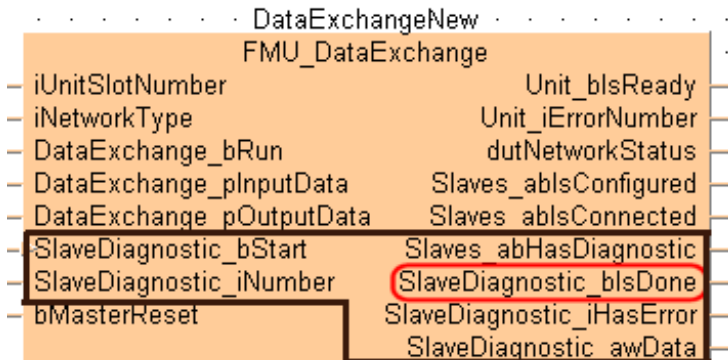 DataExchangeNew
FMU_DataExchange
iUnitSlotNumber Unit_bIsReady
iNetworkType Unit_iErrorNumber
DataExchange_bRun dutNetworkStatus
DataExchange_pInputData Slaves_abIsConfigured
DataExchange_pOutputData Slaves_abIsConnected
SlaveDiagnostic_bStart Slaves_abHasDiagnostic
SlaveDiagnostic_iNumber SlaveDiagnostic_bIsDone
bMasterReset SlaveDiagnostic_iHasError
SlaveDiagnostic_awData